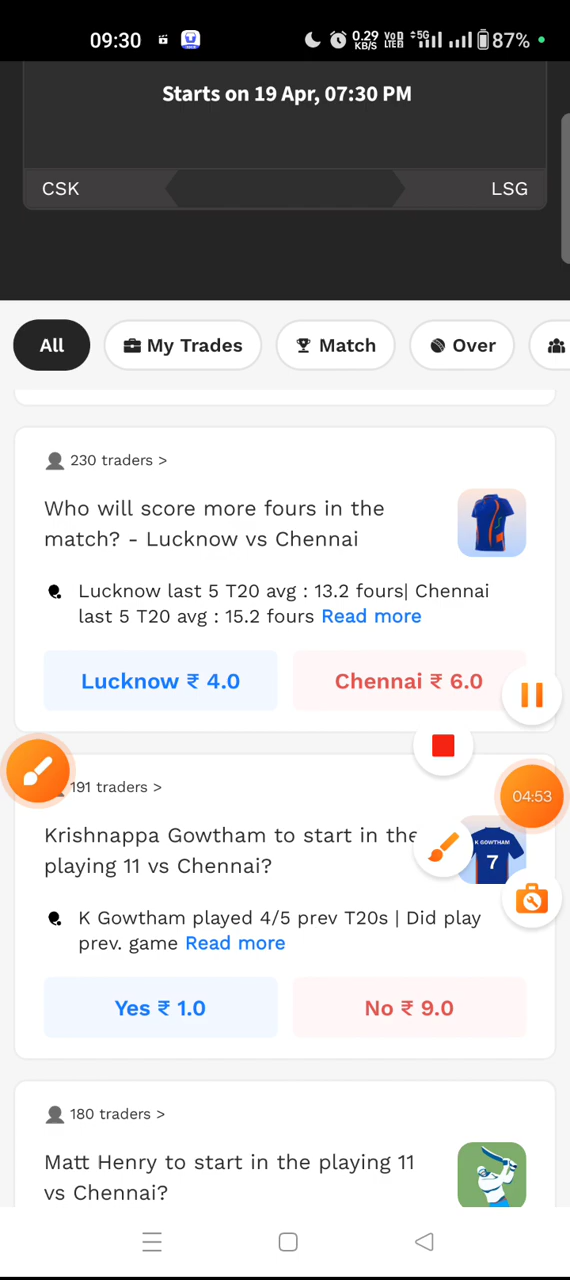 09:30
0.29 KB/S
VoD LTE2
5G
87%
Starts on 19 Apr, 07:30 PM
CSK
LSG
All
My Trades
Match
Over
230 traders >
Who will score more fours in the
match? - Lucknow vs Chennai
Lucknow last 5 T20 avg : 13.2 fours| Chennai
last 5 T20 avg : 15.2 fours Read more
Lucknow ₹ 4.0
Chennai ₹ 6.0
04:53
191 traders >
Krishnappa Gowtham to start in the
playing 11 vs Chennai?
K GOWTHAM
7
K Gowtham played 4/5 prev T20s | Did play
prev. game Read more
Yes ₹ 1.0
No ₹ 9.0
180 traders >
Matt Henry to start in the playing 11
vs Chennai?